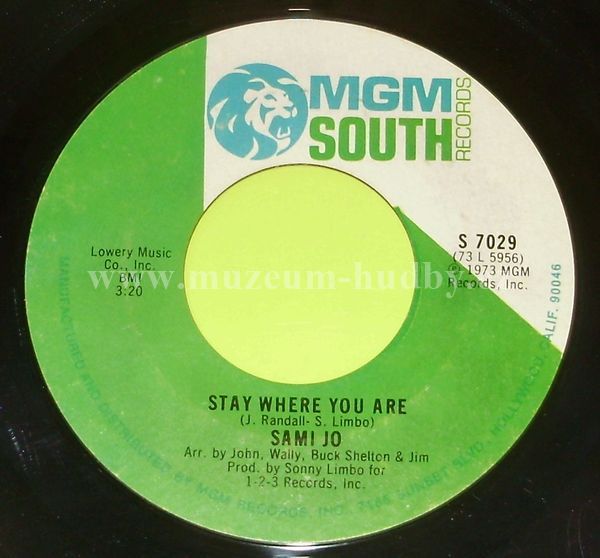 MGM
SOUTH
RECORDS
S 7029
(73 L 5956)
℗ 1973 MGM
Records, Inc.
Lowery Music
Co., Inc.
BMI
3:20
www.muzeum-hudby
STAY WHERE YOU ARE
(J. Randall- S. Limbo)
SAMI JO
Arr. by John, Wally, Buck Shelton & Jim
Prod. by Sonny Limbo for
1-2-3 Records, Inc.
MANUFACTURED AND DISTRIBUTED BY MGM RECORDS, INC., 7165 SUNSET BLVD., HOLLYWOOD, CALIF. 90046